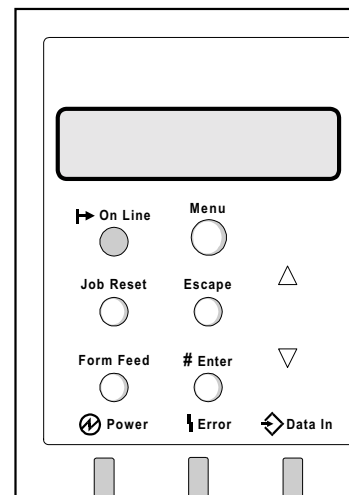 On Line Menu
Job Reset Escape
Form Feed # Enter
Power Error Data In